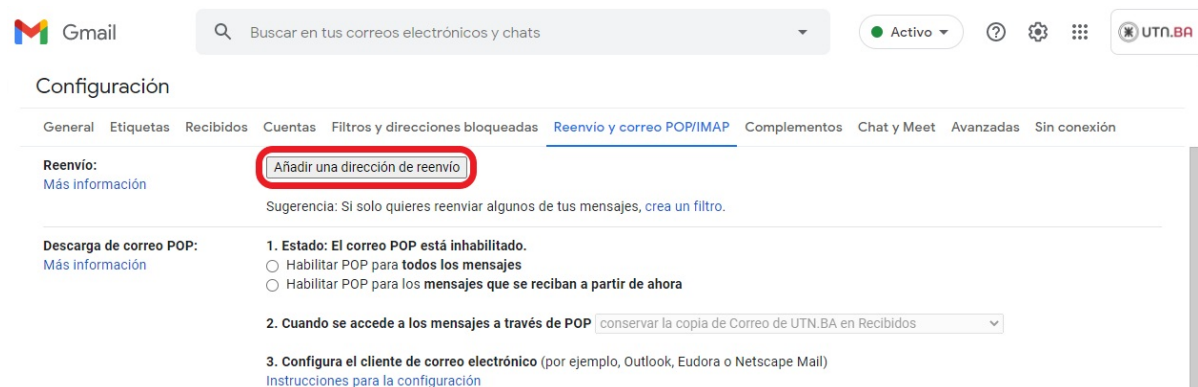 Gmail
Buscar en tus correos electrónicos y chats
Activo
UTN.BA
Configuración
General Etiquetas Recibidos Cuentas Filtros y direcciones bloqueadas Reenvío y correo POP/IMAP Complementos Chat y Meet Avanzadas Sin conexión
Reenvío:
Más información
Añadir una dirección de reenvío
Sugerencia: Si solo quieres reenviar algunos de tus mensajes, crea un filtro.
Descarga de correo POP:
Más información
1. Estado: El correo POP está inhabilitado.
Habilitar POP para todos los mensajes
Habilitar POP para los mensajes que se reciban a partir de ahora
2. Cuando se accede a los mensajes a través de POP conservar la copia de Correo de UTN.BA en Recibidos
3. Configura el cliente de correo electrónico (por ejemplo, Outlook, Eudora o Netscape Mail)
Instrucciones para la configuración